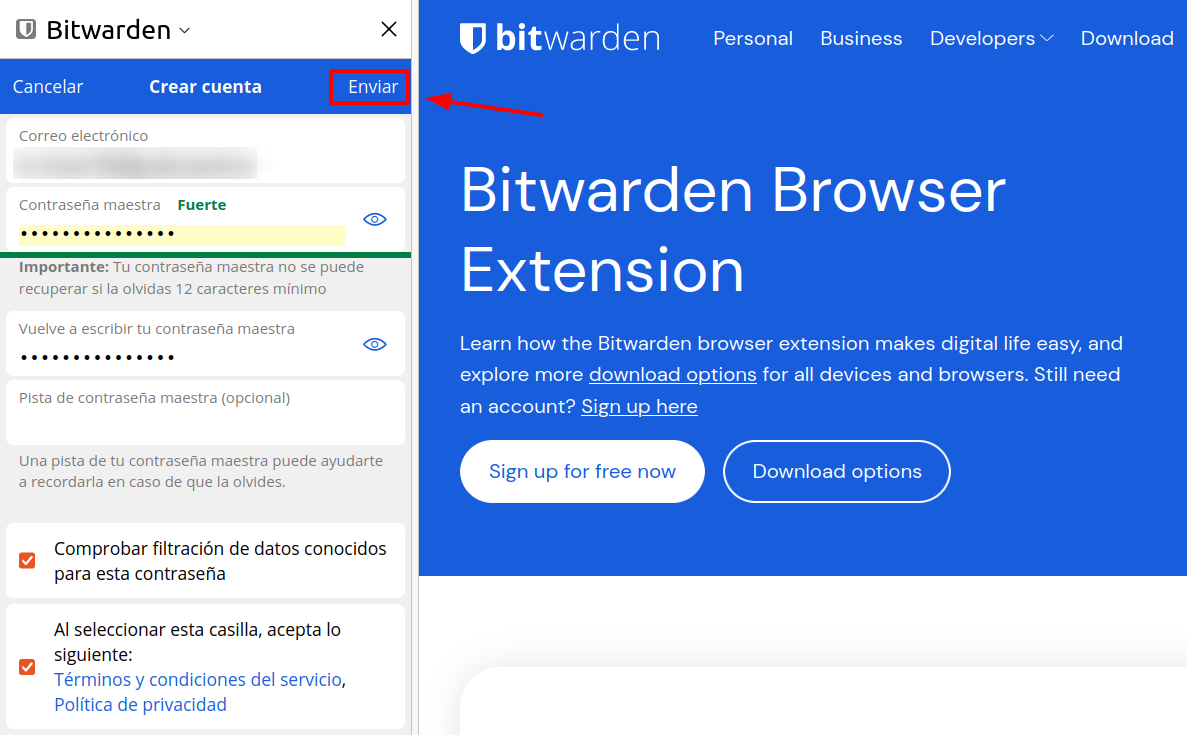 Bitwarden
Cancelar
Crear cuenta
Enviar
Correo electrónico
Contraseña maestra Fuerte
•••••••••••••••
Importante: Tu contraseña maestra no se puede
recuperar si la olvidas 12 caracteres mínimo
Vuelve a escribir tu contraseña maestra
•••••••••••••••
Pista de contraseña maestra (opcional)
Una pista de tu contraseña maestra puede ayudarte
a recordarla en caso de que la olvides.
Comprobar filtración de datos conocidos
para esta contraseña
Al seleccionar esta casilla, acepta lo
siguiente:
Términos y condiciones del servicio,
Política de privacidad
bitwarden
Personal
Business
Developers
Download
Bitwarden Browser
Extension
Learn how the Bitwarden browser extension makes digital life easy, and
explore more download options for all devices and browsers. Still need
an account? Sign up here
Sign up for free now
Download options